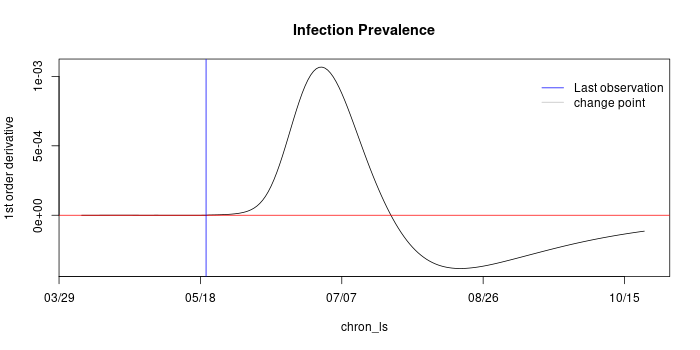 Infection Prevalence
1st order derivative
1e-03
5e-04
0e+00
Last observation
change point
03/29 05/18 07/07 08/26 10/15
chron_ls